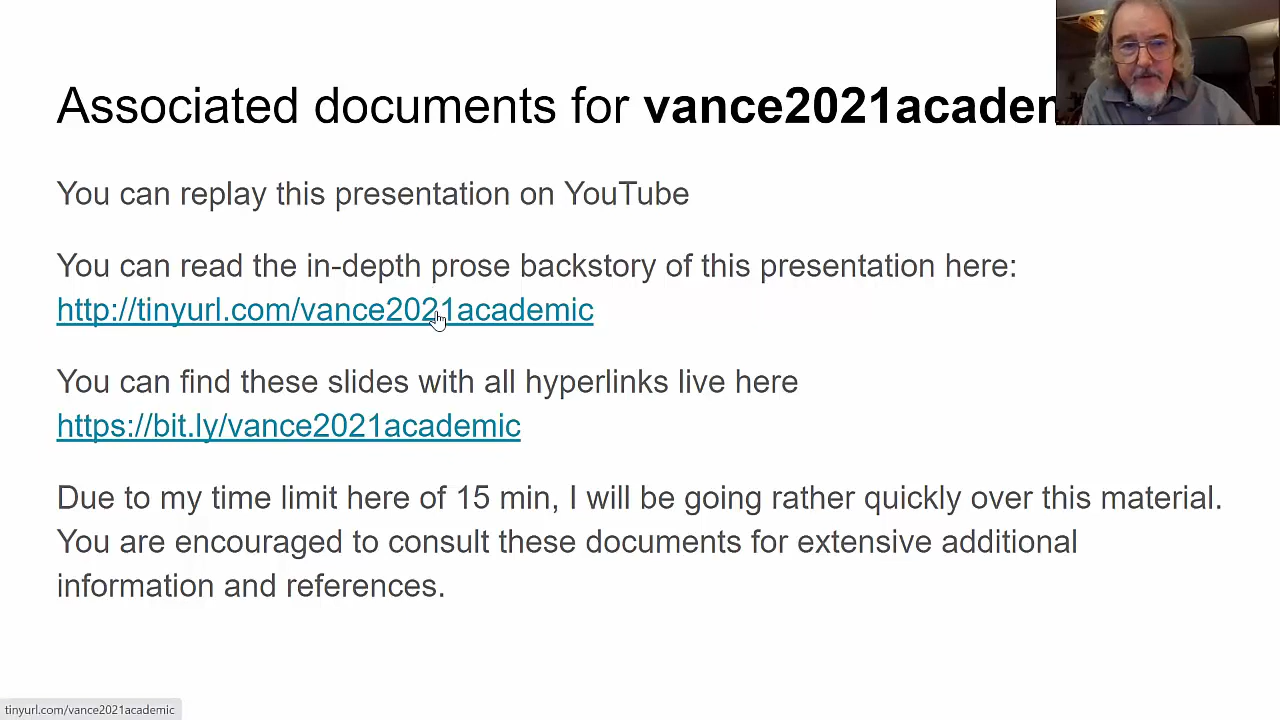 Associated documents for vance2021academ
You can replay this presentation on YouTube
You can read the in-depth prose backstory of this presentation here:
http://tinyurl.com/vance2021academic
You can find these slides with all hyperlinks live here
https://bit.ly/vance2021academic
Due to my time limit here of 15 min, I will be going rather quickly over this material.
You are encouraged to consult these documents for extensive additional
information and references.
tinyurl.com/vance2021academic